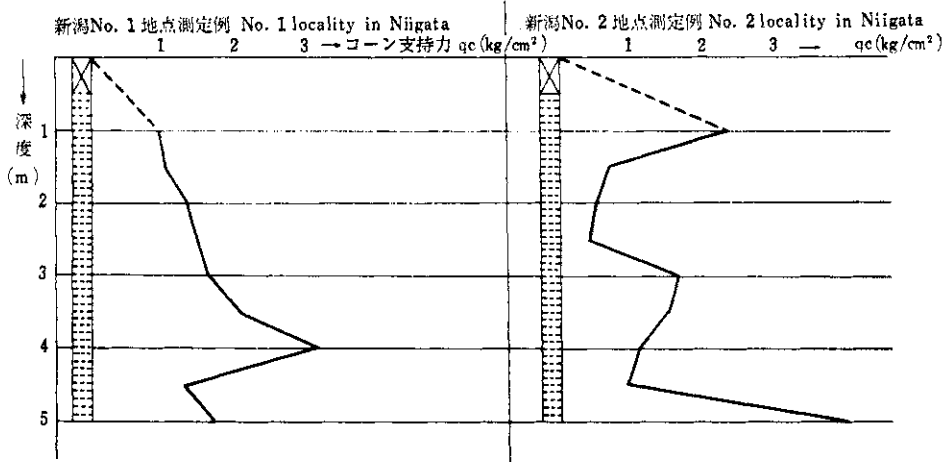 新潟No. 1 地点測定例 No. 1 locality in Niigata
1 2 3 →コーン支持力 qc (kg/cm²)
新潟No. 2 地点測定例 No. 2 locality in Niigata
1 2 3 → qc (kg/cm²)
↓
深
度
(m)
1
2
3
4
5